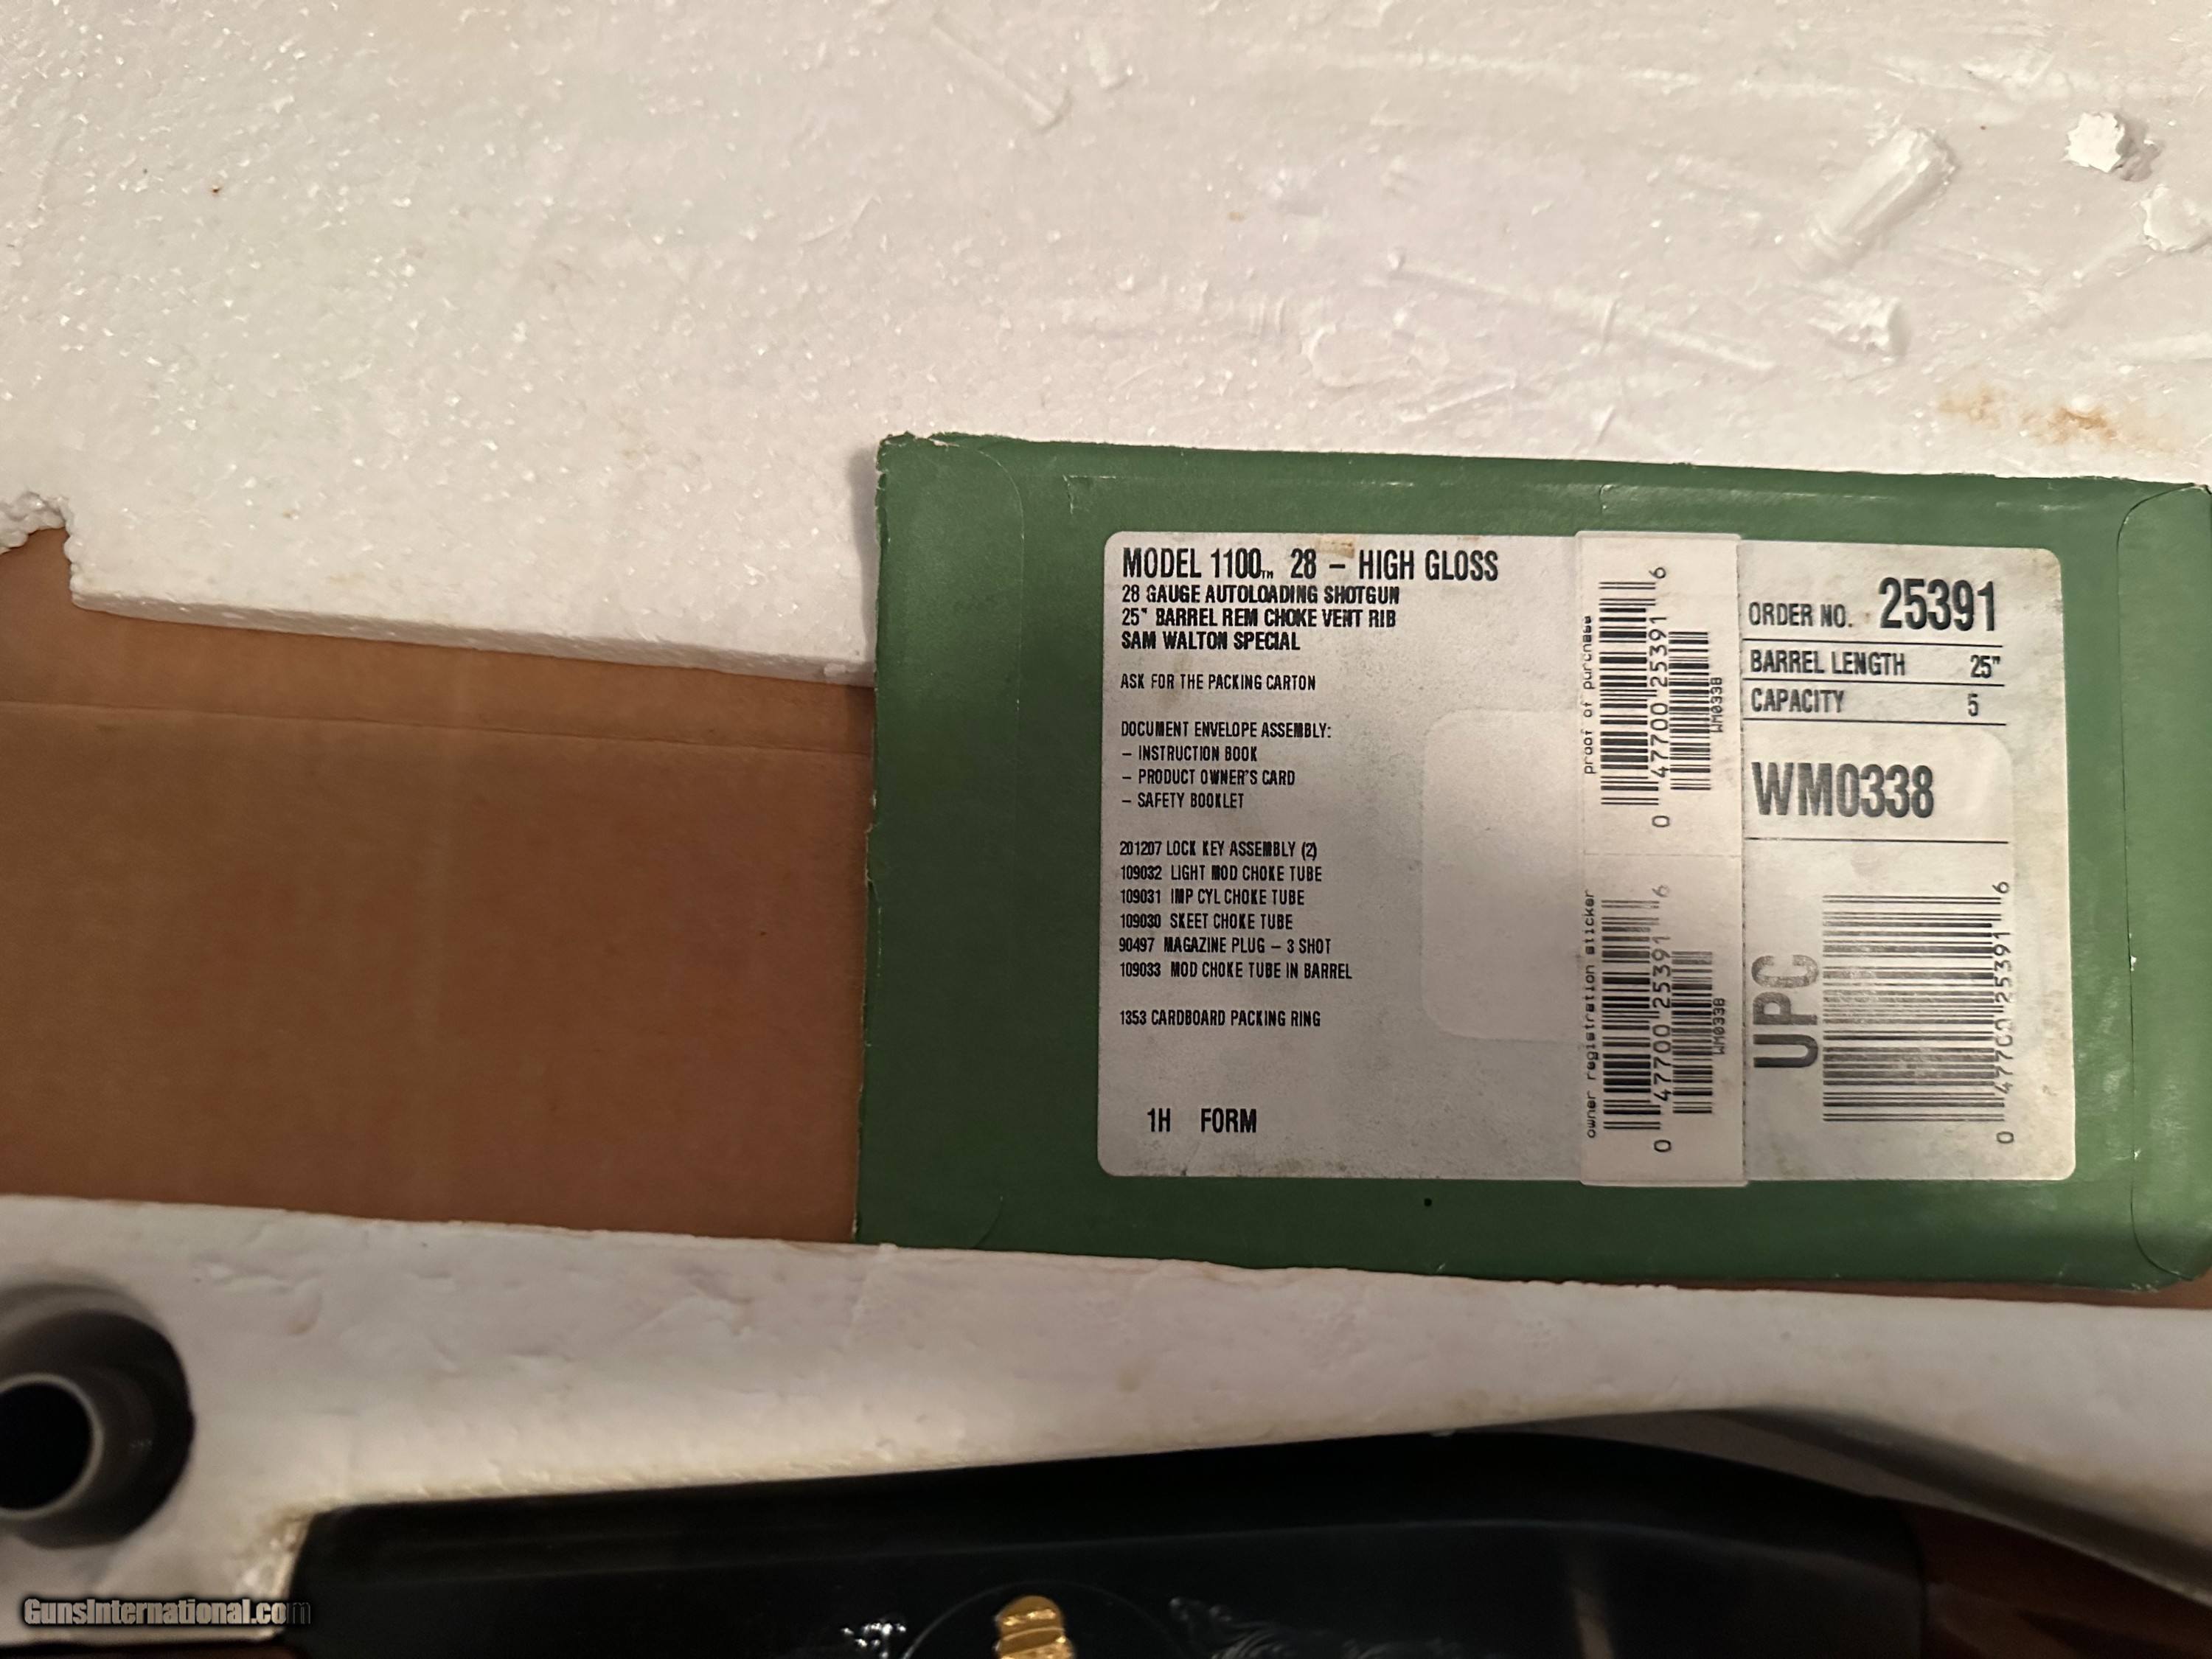 MODEL 1100™ 28 – HIGH GLOSS
28 GAUGE AUTOLOADING SHOTGUN
25" BARREL REM CHOKE VENT RIB
SAM WALTON SPECIAL
ASK FOR THE PACKING CARTON
DOCUMENT ENVELOPE ASSEMBLY:
– INSTRUCTION BOOK
– PRODUCT OWNER'S CARD
– SAFETY BOOKLET
201207 LOCK KEY ASSEMBLY (2)
109032 LIGHT MOD CHOKE TUBE
109031 IMP CYL CHOKE TUBE
109030 SKEET CHOKE TUBE
90497 MAGAZINE PLUG – 3 SHOT
109033 MOD CHOKE TUBE IN BARREL
1353 CARDBOARD PACKING RING
1H FORM
proof of purchase
0 47700 25391 6
WM0338
owner registration sticker
0 47700 25391 6
WM0338
ORDER NO. 25391
BARREL LENGTH 25"
CAPACITY 5
WM0338
UPC
0 47700 25391 6
GunsInternational.com